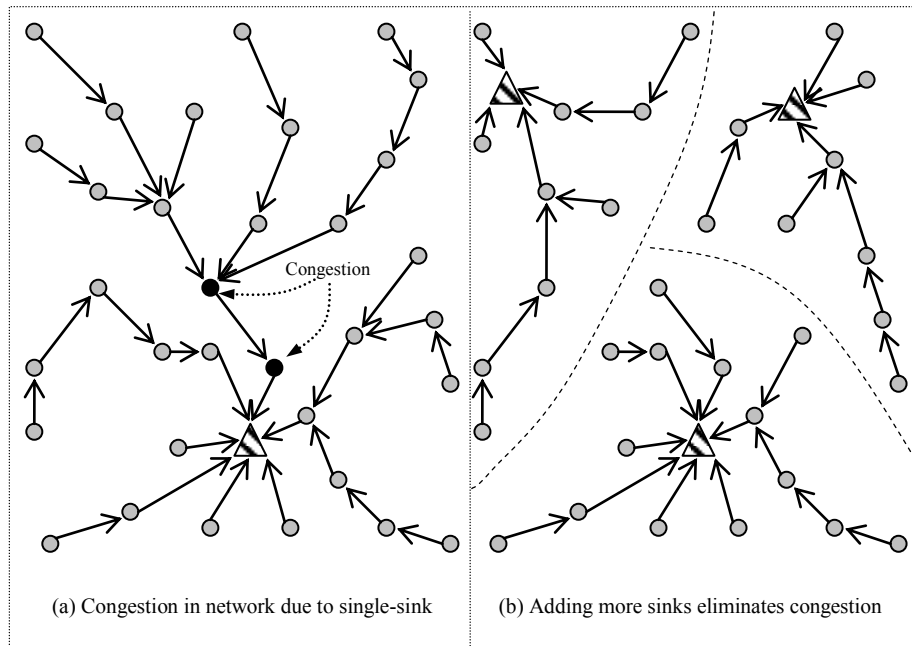 Congestion
(a) Congestion in network due to single-sink
(b) Adding more sinks eliminates congestion